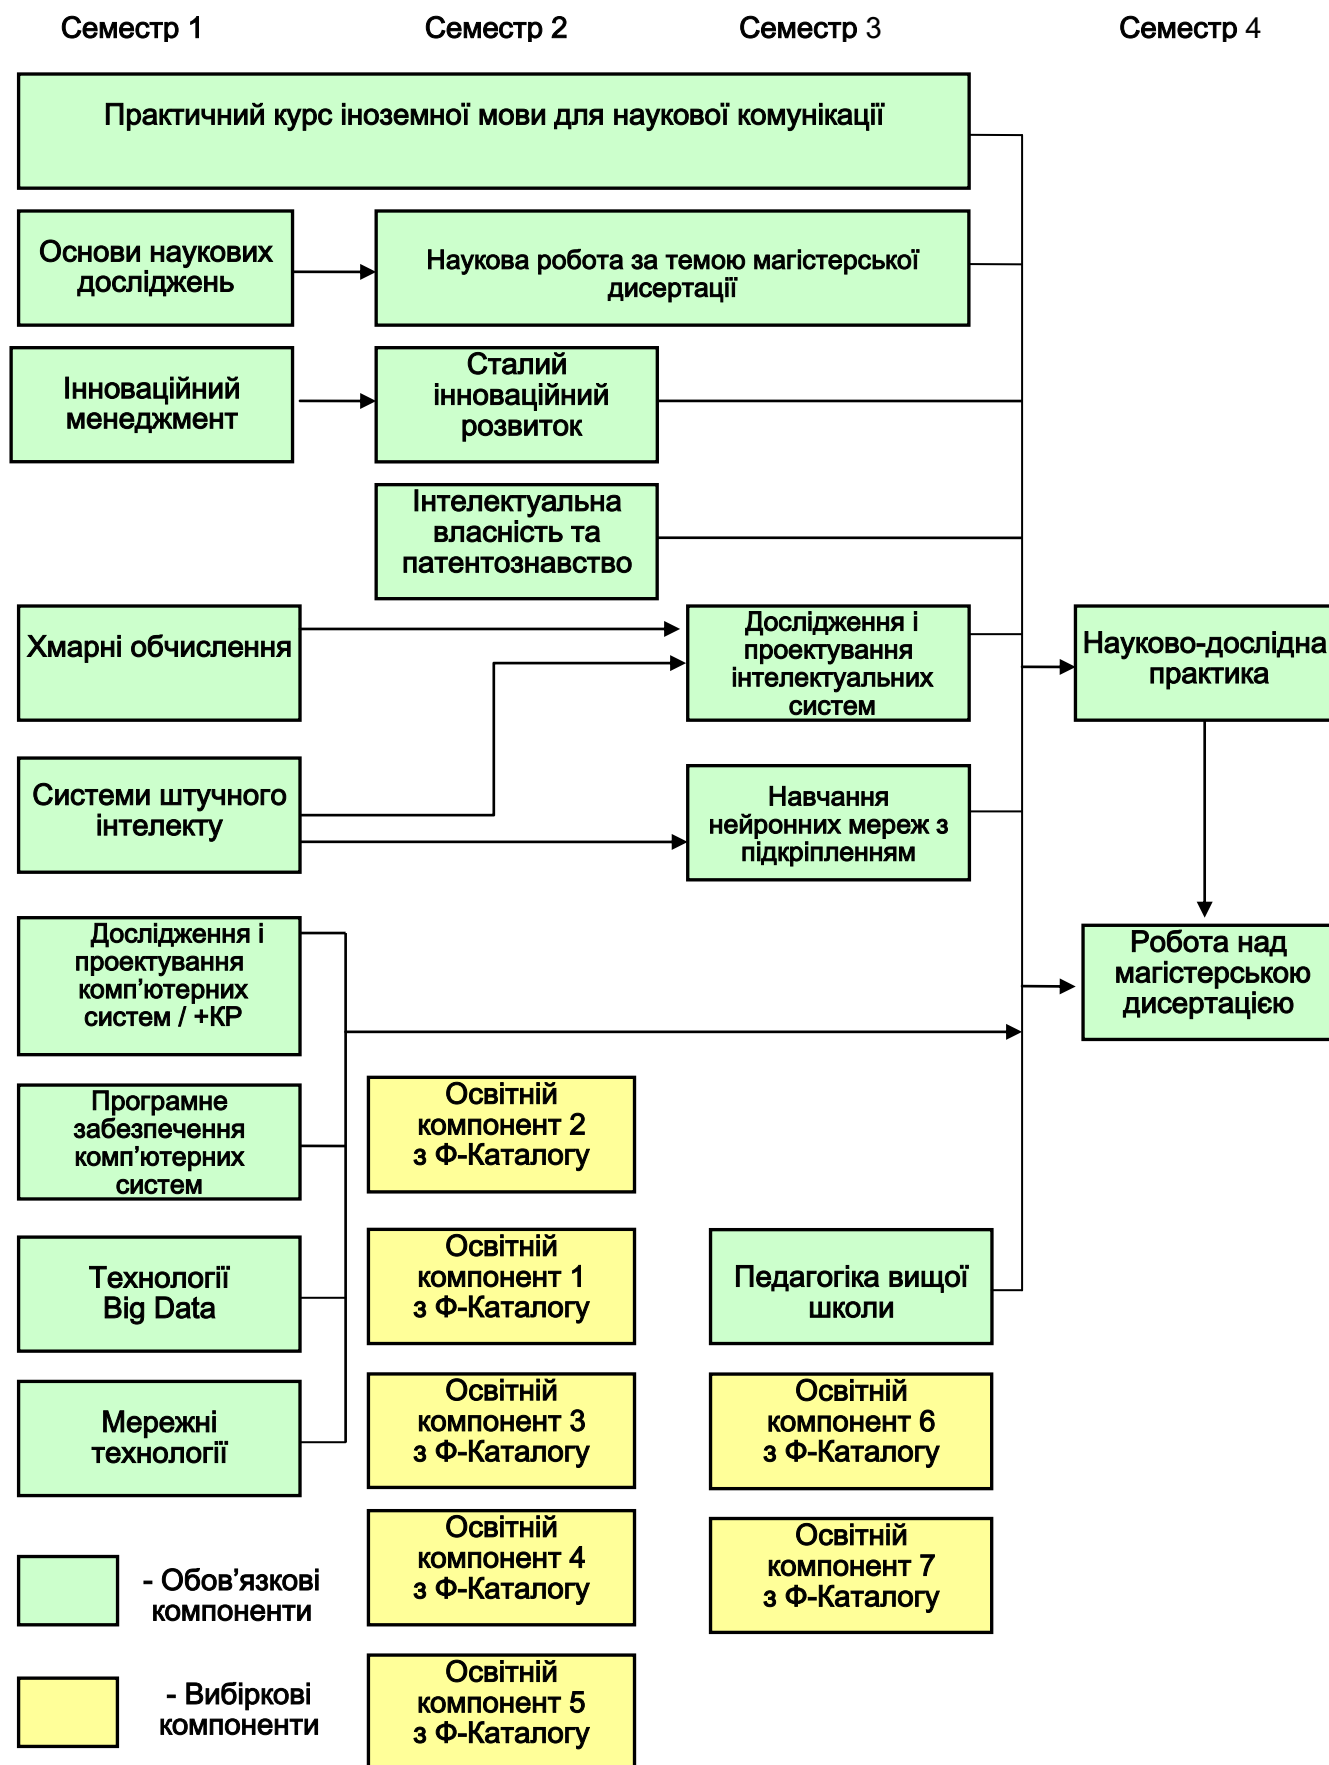 Семестр 1
Семестр 2
Семестр 3
Семестр 4
Практичний курс іноземної мови для наукової комунікації
Основи наукових
досліджень
Наукова робота за темою магістерської
дисертації
Інноваційний
менеджмент
Сталий
інноваційний
розвиток
Інтелектуальна
власність та
патентознавство
Хмарні обчислення
Дослідження і
проектування
інтелектуальних
систем
Науково-дослідна
практика
Системи штучного
інтелекту
Навчання
нейронних мереж з
підкріпленням
Дослідження і
проектування
комп’ютерних
систем / +КР
Робота над
магістерською
дисертацією
Програмне
забезпечення
комп’ютерних
систем
Освітній
компонент 2
з Ф-Каталогу
Технології
Big Data
Освітній
компонент 1
з Ф-Каталогу
Педагогіка вищої
школи
Мережні
технології
Освітній
компонент 3
з Ф-Каталогу
Освітній
компонент 6
з Ф-Каталогу
Освітній
компонент 4
з Ф-Каталогу
Освітній
компонент 7
з Ф-Каталогу
- Обов’язкові
компоненти
Освітній
компонент 5
з Ф-Каталогу
- Вибіркові
компоненти